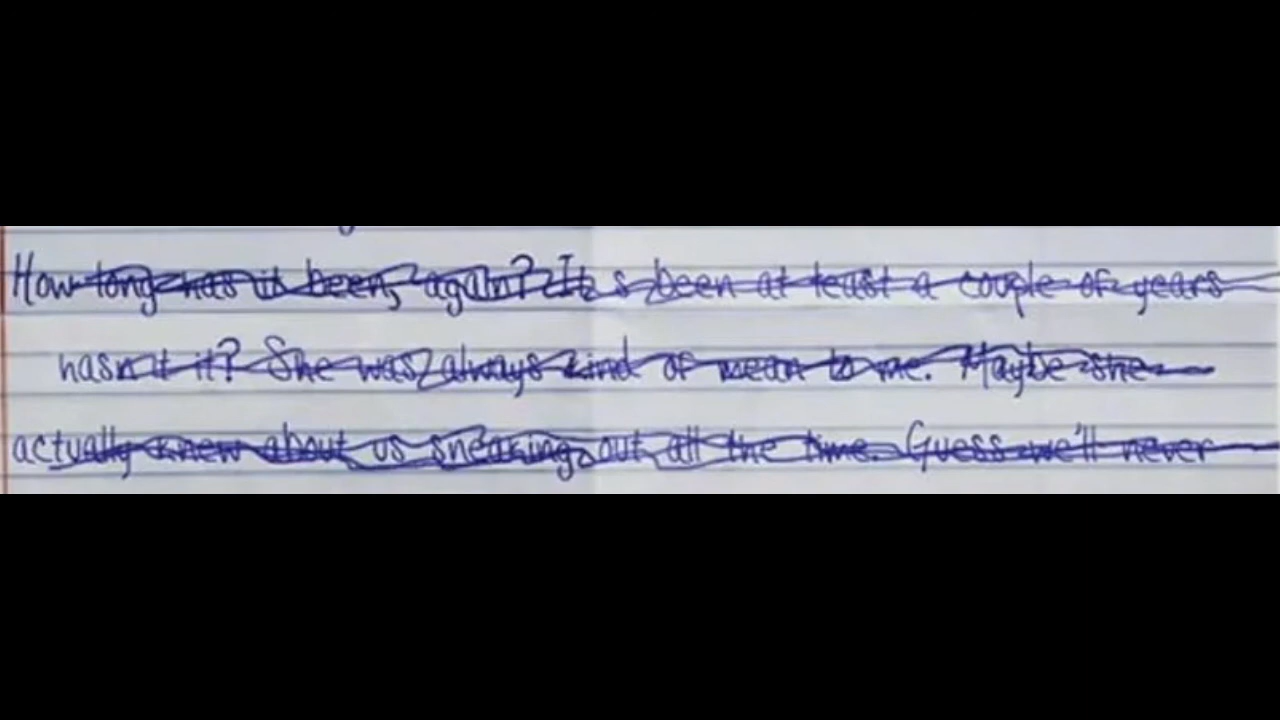 How long has it been, again? It s been at least a couple of years
hasn t it? She was always kind of mean to me. Maybe she
actually knew about us sneaking out all the time. Guess we'll never